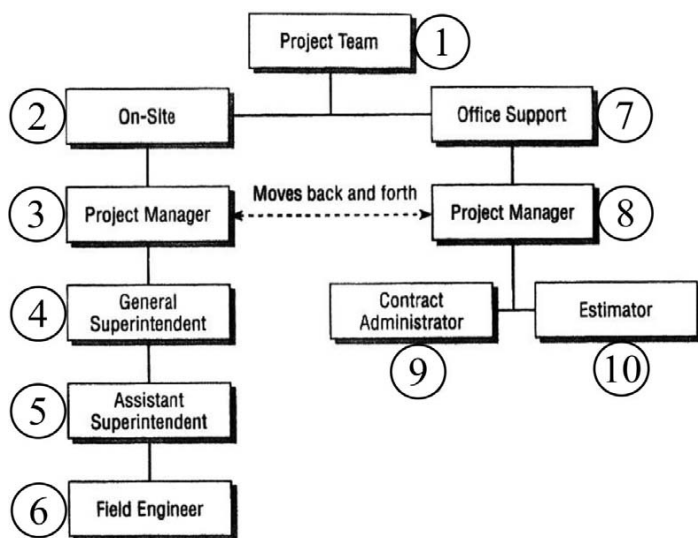 Project Team
1
2
On-Site
Office Support
7
3
Project Manager
Moves back and forth
Project Manager
8
4
General
Superintendent
Contract
Administrator
Estimator
9
10
5
Assistant
Superintendent
6
Field Engineer